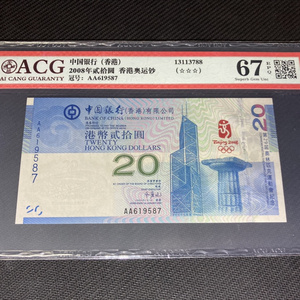 ACG
AI CANG GUARANTY
中国银行（香港）
2008年贰拾圆 香港奥运钞
冠号：AA619587
13113788
(☆☆☆)
67 EPQ
Superb Gem Unc
中國銀行(香港)有限公司
BANK OF CHINA (HONG KONG) LIMITED
港幣貳拾圓
TWENTY
HONG KONG DOLLARS
20
20
Beijing 2008
AA619587
AA619587